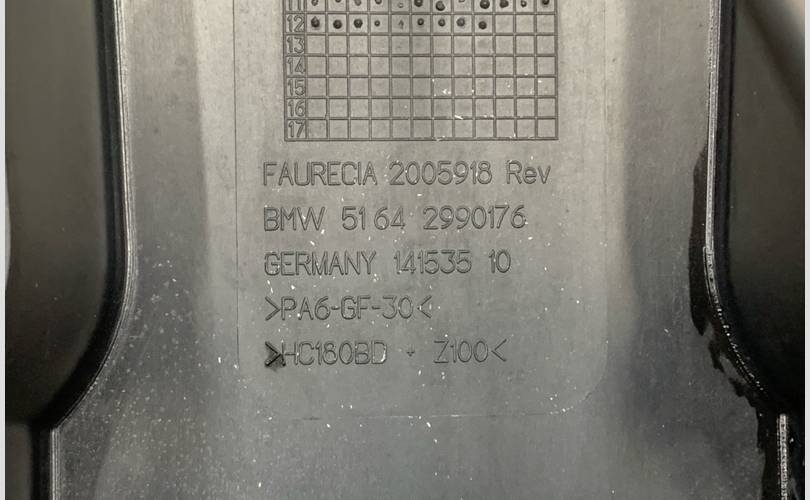 11
12
13
14
15
16
17
FAURECIA 2005918 Rev
BMW 51 64 2990176
GERMANY 141535 10
>PA6-GF-30<
>HC180BD + Z100<